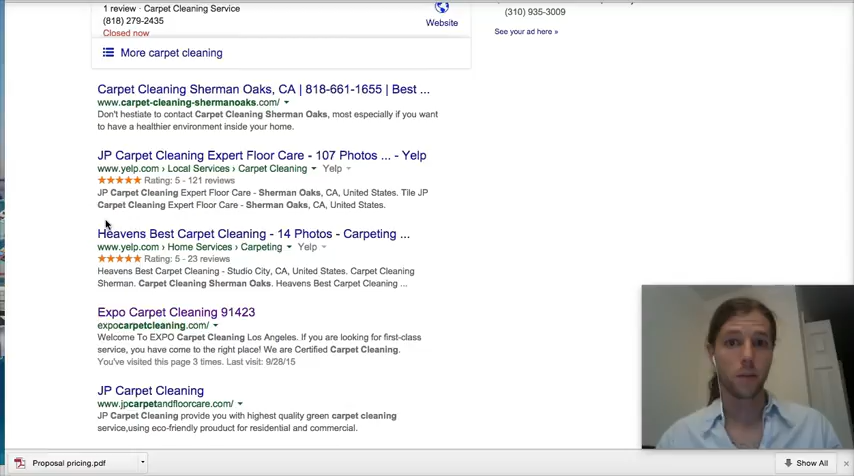 1 review · Carpet Cleaning Service
(818) 279-2435
Closed now
Website
More carpet cleaning
(310) 935-3009
See your ad here »
Carpet Cleaning Sherman Oaks, CA | 818-661-1655 | Best ...
www.carpet-cleaning-shermanoaks.com/
Don't hestiate to contact Carpet Cleaning Sherman Oaks, most especially if you want
to have a healthier environment inside your home.
JP Carpet Cleaning Expert Floor Care - 107 Photos ... - Yelp
www.yelp.com › Local Services › Carpet Cleaning Yelp
Rating: 5 - 121 reviews
JP Carpet Cleaning Expert Floor Care - Sherman Oaks, CA, United States. Tile JP
Carpet Cleaning Expert Floor Care - Sherman Oaks, CA, United States.
Heavens Best Carpet Cleaning - 14 Photos - Carpeting ...
www.yelp.com › Home Services › Carpeting Yelp
Rating: 5 - 23 reviews
Heavens Best Carpet Cleaning - Studio City, CA, United States. Carpet Cleaning
Sherman. Carpet Cleaning Sherman Oaks. Heavens Best Carpet Cleaning ...
Expo Carpet Cleaning 91423
expocarpetcleaning.com/
Welcome To EXPO Carpet Cleaning Los Angeles. If you are looking for first-class
service, you have come to the right place! We are Certified Carpet Cleaning.
You've visited this page 3 times. Last visit: 9/28/15
JP Carpet Cleaning
www.jpcarpetandfloorcare.com/
JP Carpet Cleaning provide you with highest quality green carpet cleaning
service,using eco-friendly prouduct for residential and commercial.
Proposal pricing.pdf
Show All